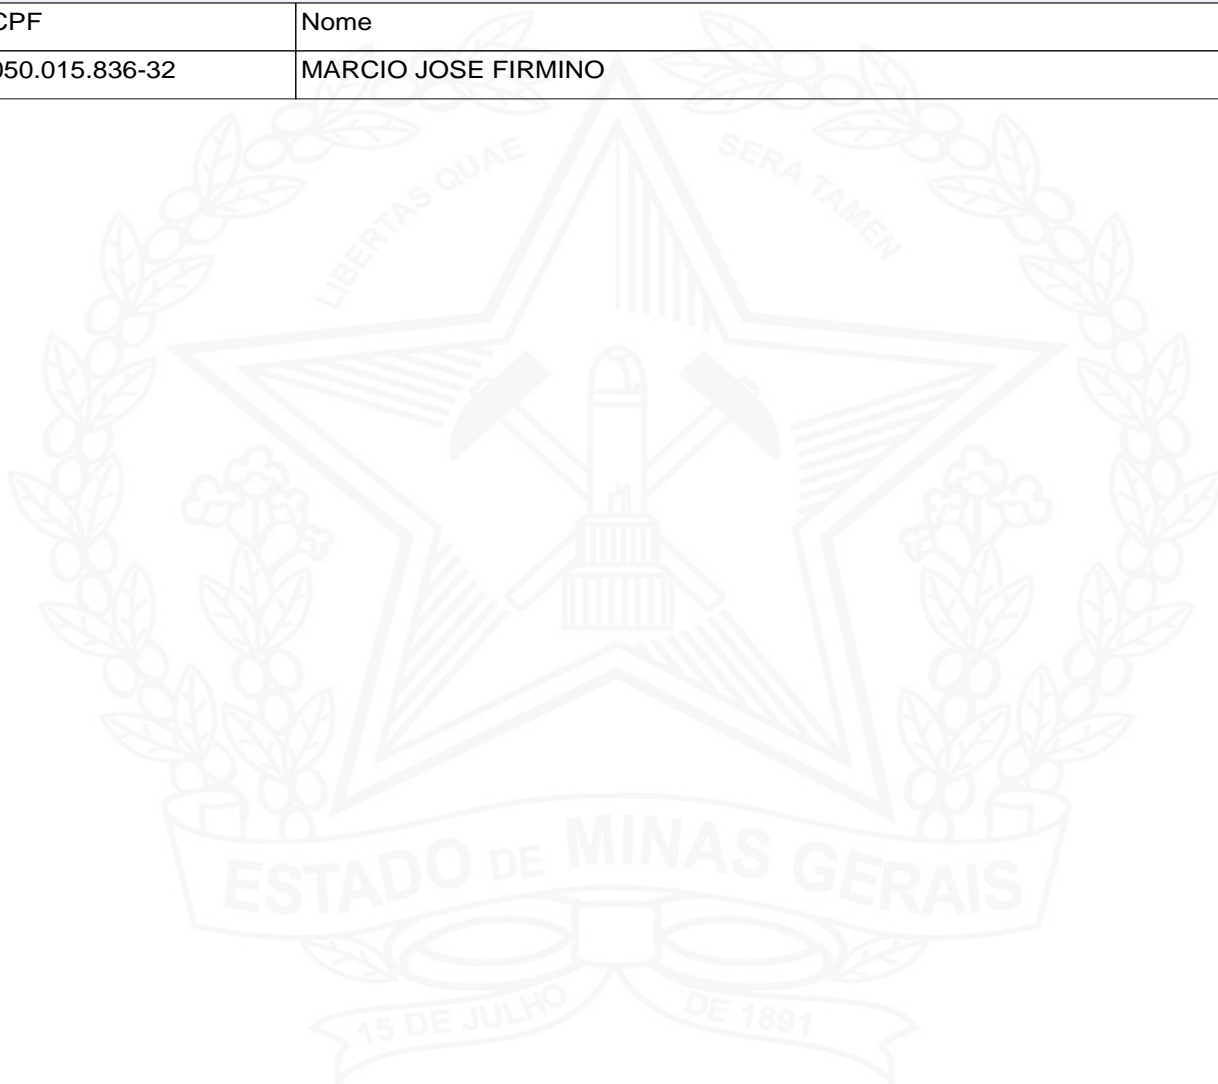 CPF Nome
050.015.836-32 MARCIO JOSE FIRMINO
LIBERTAS QUAE SERA TAMEN
ESTADO DE MINAS GERAIS
15 DE JULHO DE 1891